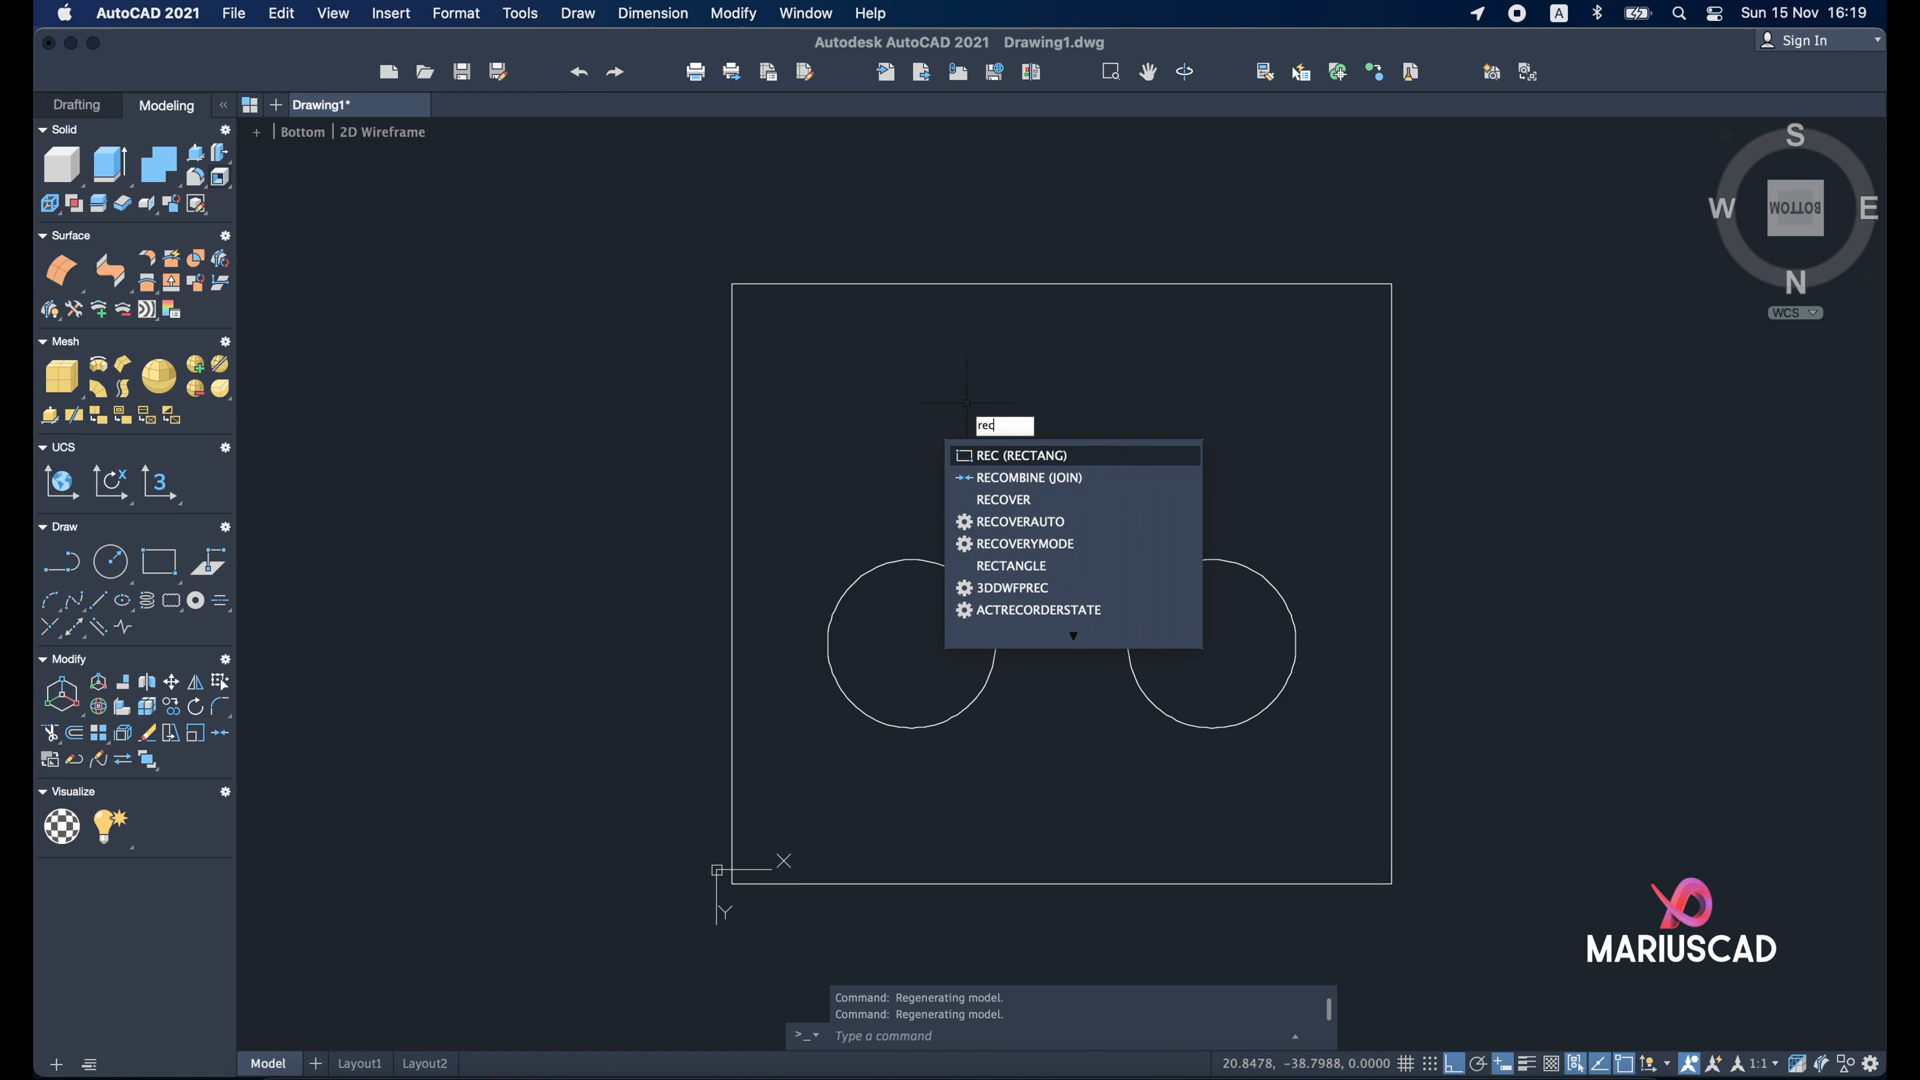 AutoCAD 2021 File Edit View Insert Format Tools Draw Dimension Modify Window Help
A
Sun 15 Nov 16:19
Autodesk AutoCAD 2021 Drawing1.dwg
Sign In
Drafting Modeling «
+ Drawing1*
+ | Bottom | 2D Wireframe
Solid
Surface
Mesh
UCS
X
3
Draw
Modify
Visualize
S
W
BOTTOM
E
N
WCS
rec
REC (RECTANG)
RECOMBINE (JOIN)
RECOVER
RECOVERAUTO
RECOVERYMODE
RECTANGLE
3DDWFPREC
ACTRECORDERSTATE
X
Y
MARIUSCAD
Command: Regenerating model.
Command: Regenerating model.
>_ Type a command
Model + Layout1 Layout2
20.8478, -38.7988, 0.0000
1:1